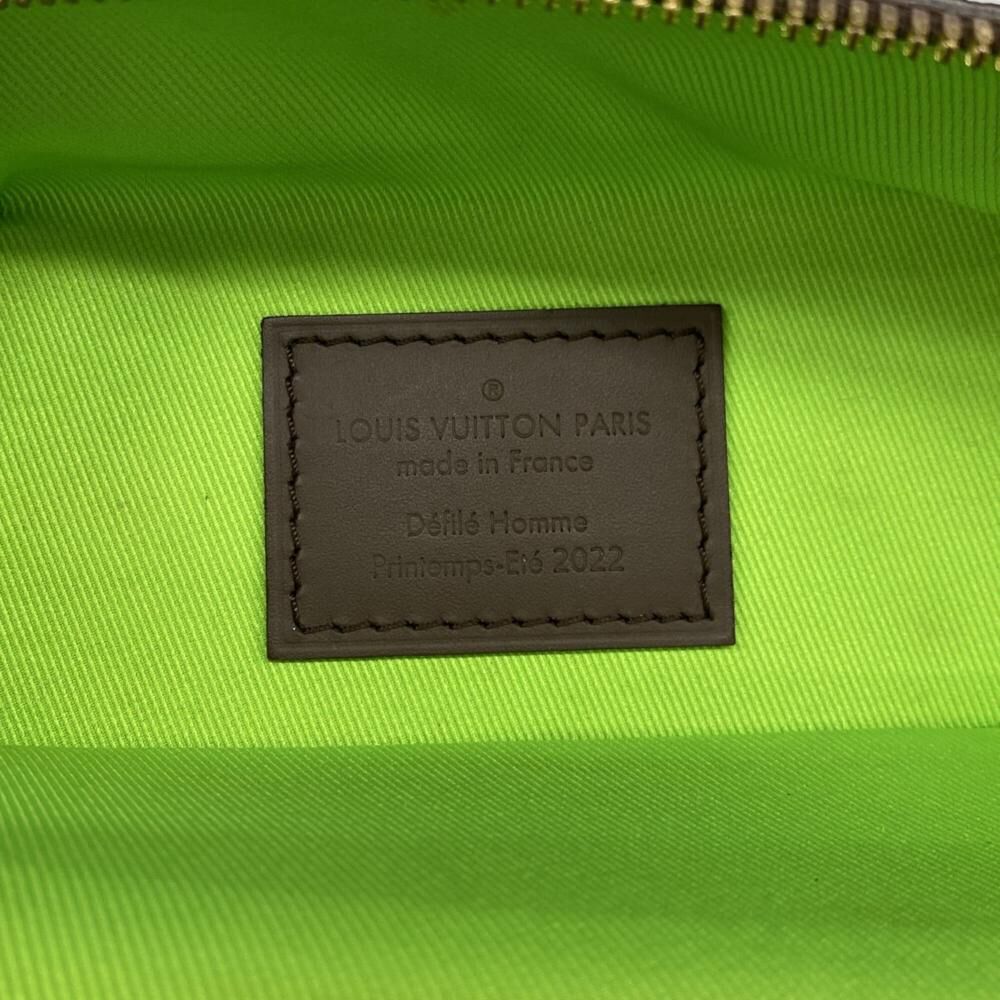 ®
LOUIS VUITTON PARIS
made in France
Défilé Homme
Printemps-Eté 2022